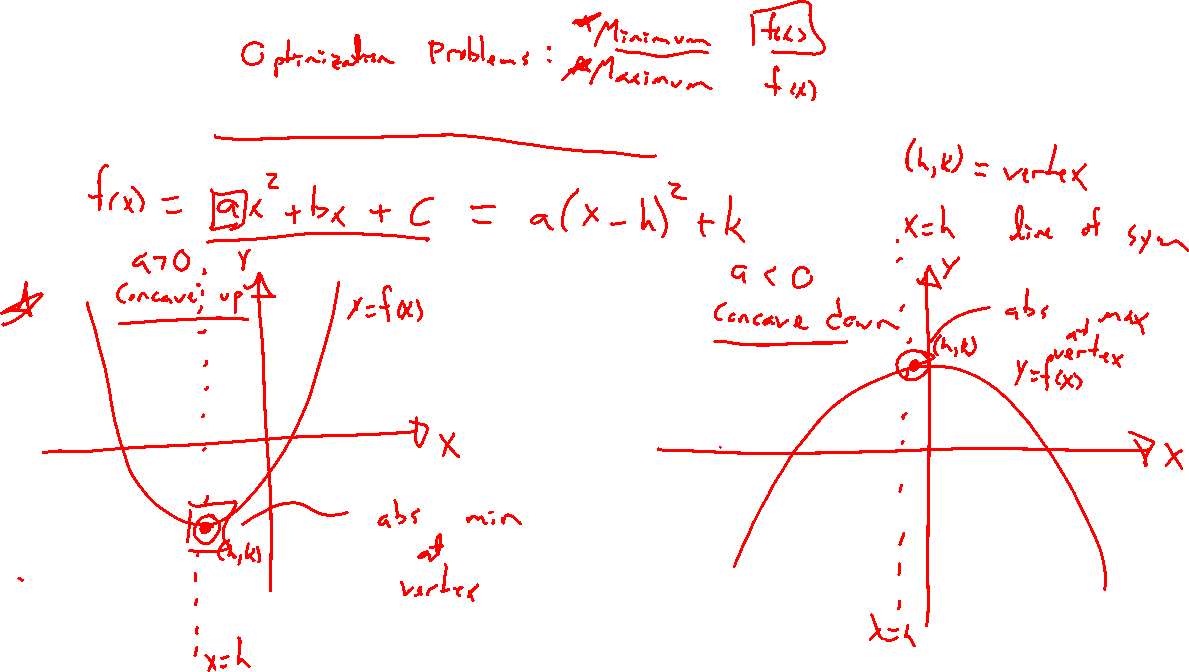 Optimization Problems: *Minimum f(x)
*Maximum f(x)
(h,k) = vertex
f(x) = ax² + bx + c = a(x-h)² + k
x=h line of sym
a>0 Y
a<0 Y
concave up
Y=f(x)
concave down
abs max
at vertex
(h,k)
y=f(x)
X
X
abs min
at
vertex
(h,k)
x=h
x=h